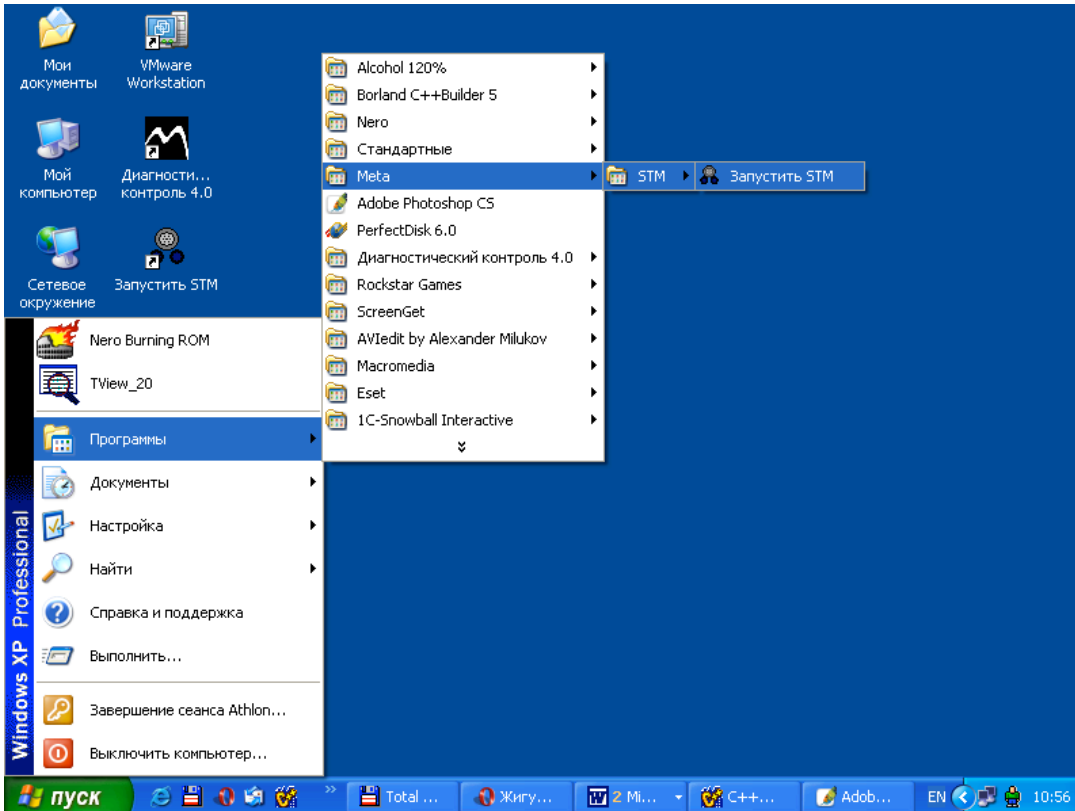 Мои
документы
VMware
Workstation
Мой
компьютер
Диагности...
контроль 4.0
Сетевое
окружение
Запустить STM
Nero Burning ROM
TView_20
Программы
Документы
Настройка
Найти
Справка и поддержка
Выполнить...
Завершение сеанса Athlon...
Выключить компьютер...
Windows XP Professional
Alcohol 120%
Borland C++Builder 5
Nero
Стандартные
Meta
Adobe Photoshop CS
PerfectDisk 6.0
Диагностический контроль 4.0
Rockstar Games
ScreenGet
AVIedit by Alexander Milukov
Macromedia
Eset
1C-Snowball Interactive
STM
Запустить STM
пуск
Total ...
Жигу...
2 Mi...
C++...
Adob...
EN
10:56